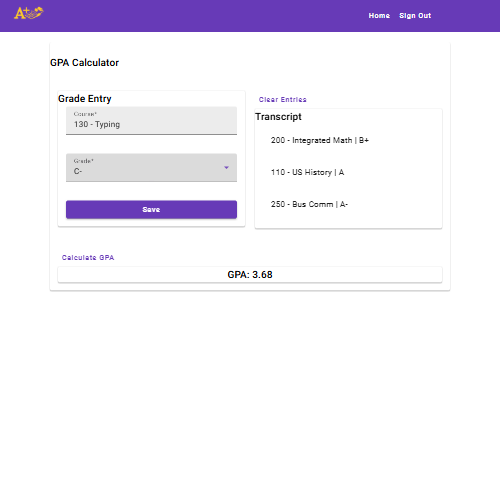 A+
Home Sign Out
GPA Calculator
Grade Entry
Course*
130 - Typing
Grade*
C-
Save
Clear Entries
Transcript
200 - Integrated Math | B+
110 - US History | A
250 - Bus Comm | A-
Calculate GPA
GPA: 3.68